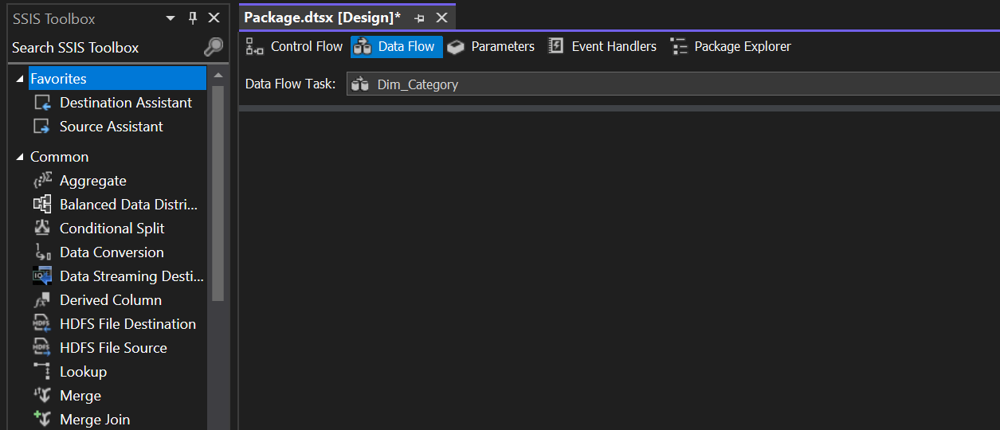 SSIS Toolbox
Search SSIS Toolbox
Favorites
Destination Assistant
Source Assistant
Common
Aggregate
Balanced Data Distri...
Conditional Split
Data Conversion
Data Streaming Desti...
Derived Column
HDFS File Destination
HDFS File Source
Lookup
Merge
Merge Join
Package.dtsx [Design]*
Control Flow Data Flow Parameters Event Handlers Package Explorer
Data Flow Task: Dim_Category